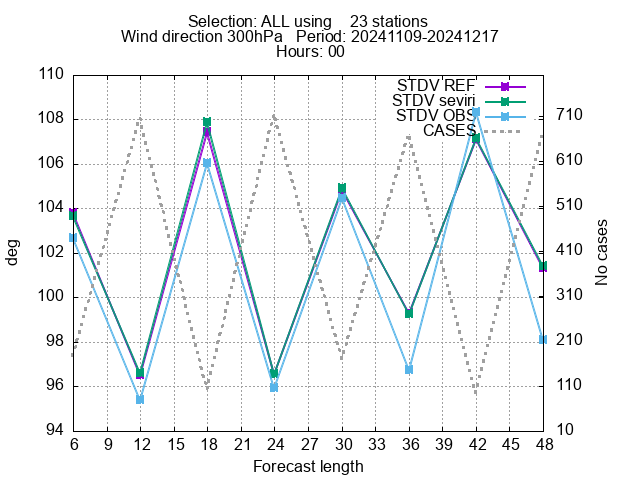 Selection: ALL using    23 stations
Wind direction 300hPa   Period: 20241109-20241217
Hours: 00
110
108
106
104
102
100
98
96
94
deg
STDV REF
STDV seviri
STDV OBS
CASES
710
610
510
410
310
210
110
10
No cases
6 9 12 15 18 21 24 27 30 33 36 39 42 45 48
Forecast length